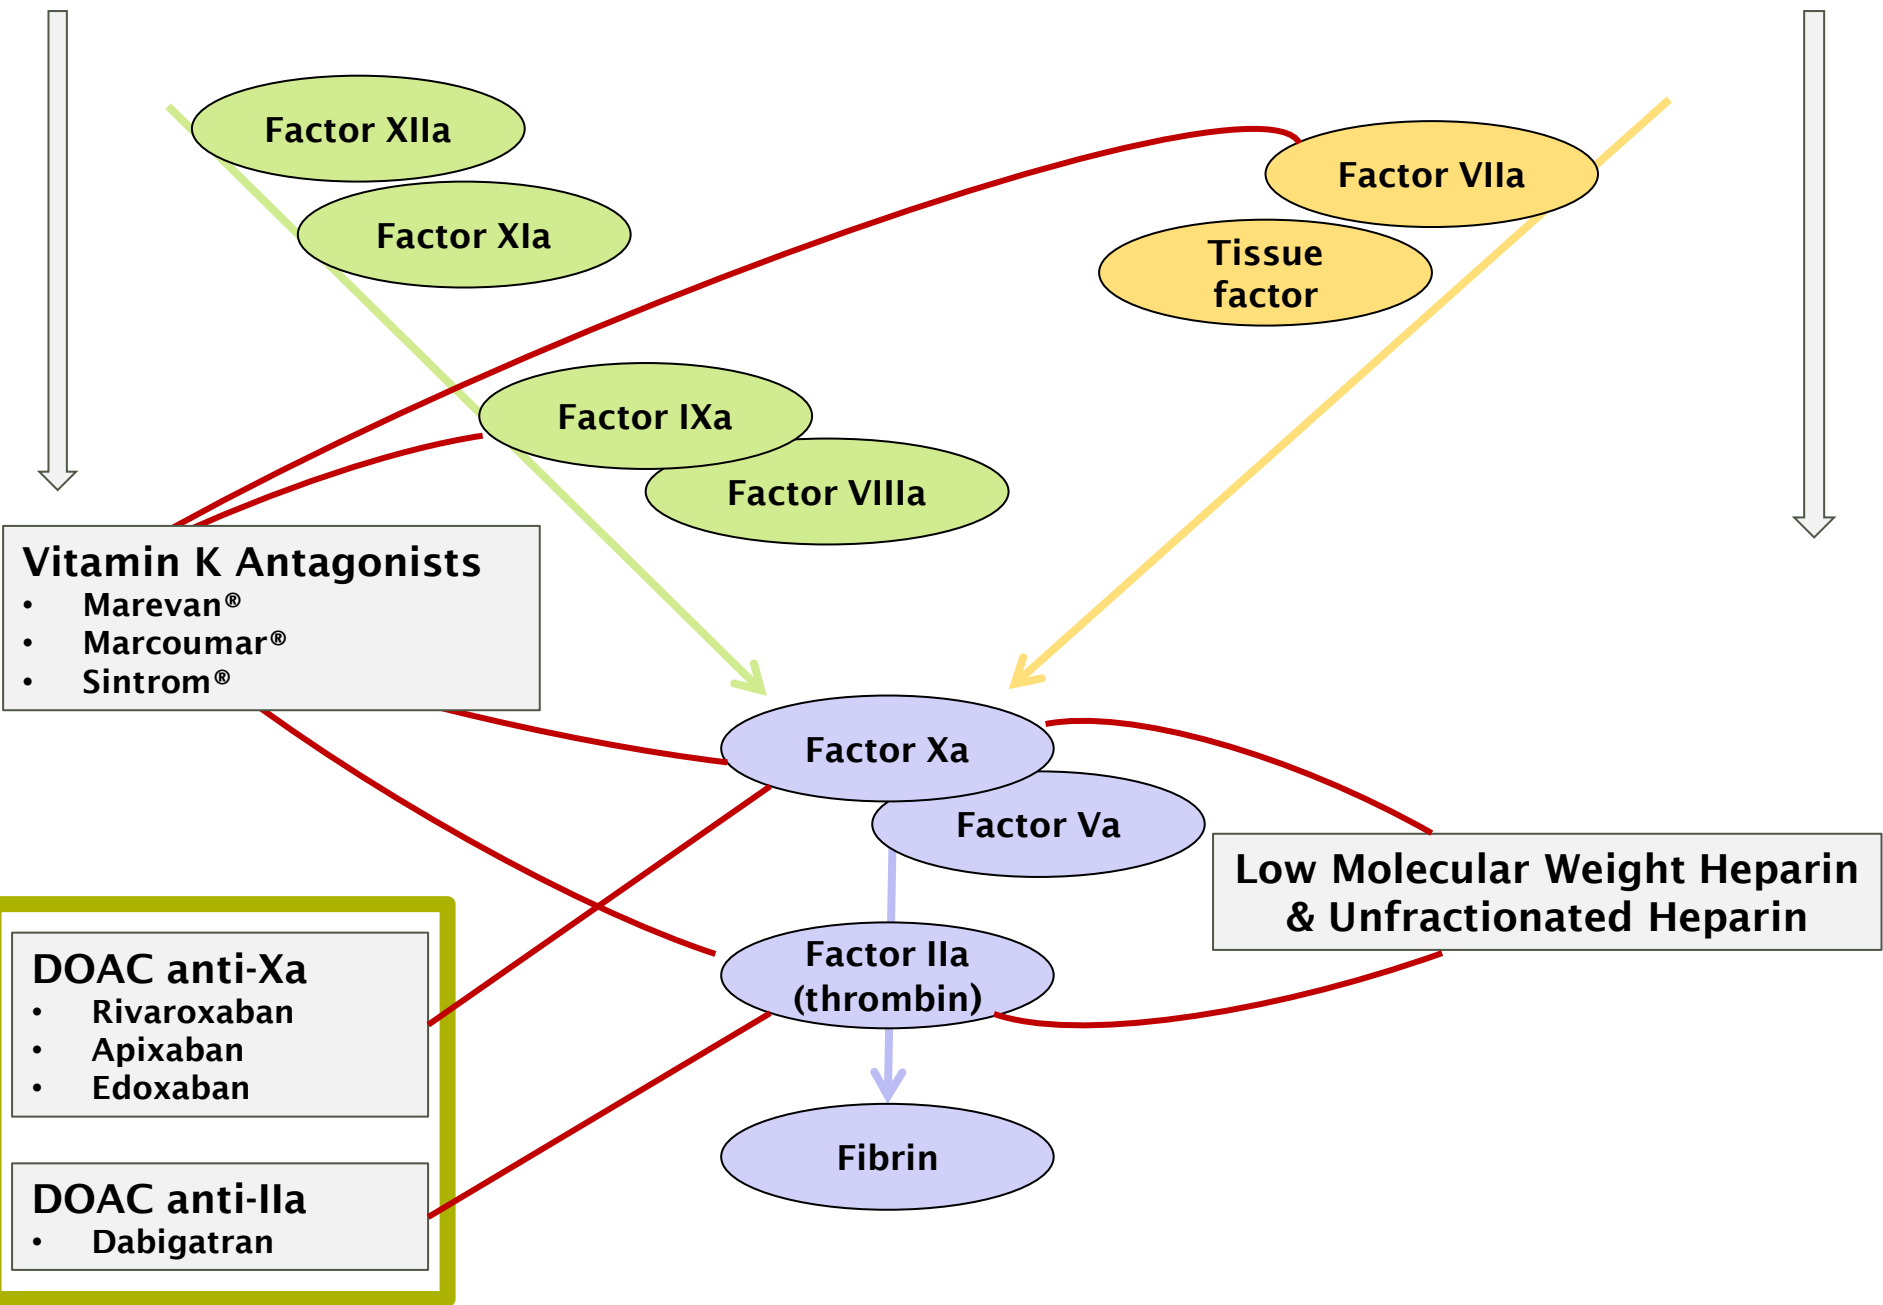 Factor XIIa
Factor XIa
Factor VIIa
Tissue
factor
Factor IXa
Factor VIIIa
Vitamin K Antagonists
• Marevan®
• Marcoumar®
• Sintrom®
Factor Xa
Factor Va
Low Molecular Weight Heparin
& Unfractionated Heparin
DOAC anti-Xa
• Rivaroxaban
• Apixaban
• Edoxaban
Factor IIa
(thrombin)
Fibrin
DOAC anti-IIa
• Dabigatran